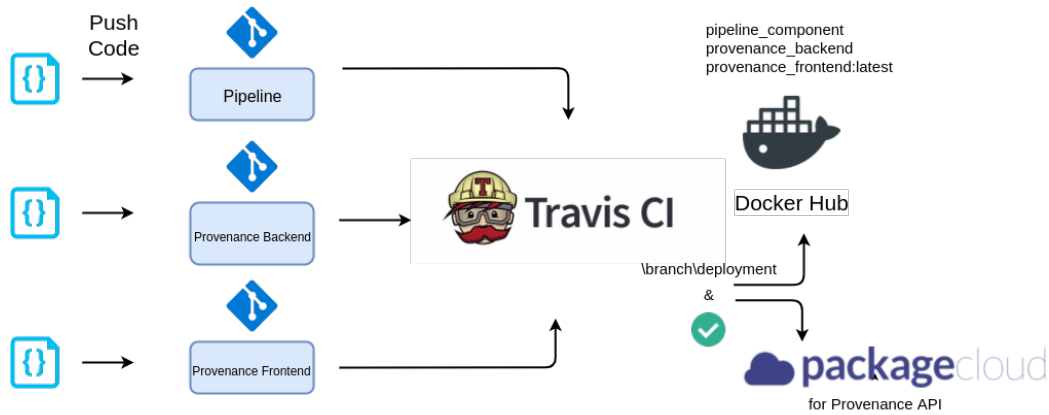 Push
Code
Pipeline
Provenance Backend
Provenance Frontend
Travis CI
\branch\deployment
&
pipeline_component
provenance_backend
provenance_frontend:latest
Docker Hub
packagecloud
for Provenance API